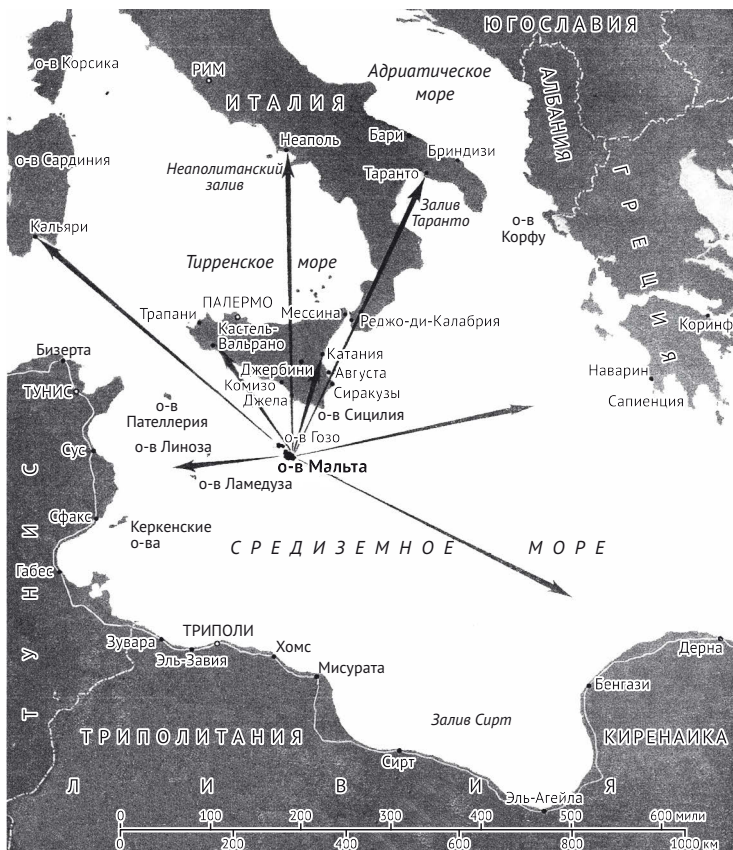 ЮГОСЛАВИЯ
о-в Корсика
РИМ
Адриатическое
море
АЛБАНИЯ
ИТАЛИЯ
Неаполь
Бари
Бриндизи
о-в Сардиния
Неаполитанский
залив
Таранто
ГРЕЦИЯ
Залив
Таранто
о-в
Корфу
Кальяри
Тирренское море
ПАЛЕРМО
Трапани
Мессина
Реджо-ди-Калабрия
Коринф
Кастель-
Вальрано
Бизерта
Катания
Джербини
Августа
Наварин
ТУНИС
Комизо
Сиракузы
Джела
Сапиенция
о-в
Пателлерия
о-в Сицилия
о-в Гозо
Сус
о-в Линоза
о-в Мальта
о-в Ламедуза
Сфакс
Керкенские
о-ва
СРЕДИЗЕМНОЕ МОРЕ
Габес
ТУНИС
ТРИПОЛИ
Зувара
Эль-Завия
Хомс
Дерна
Мисурата
Бенгази
Залив Сирт
ТРИПОЛИТАНИЯ
КИРЕНАИКА
Сирт
ЛИВИЯ
Эль-Агейла
0 100 200 300 400 500 600 мили
0 200 400 600 800 1000 км